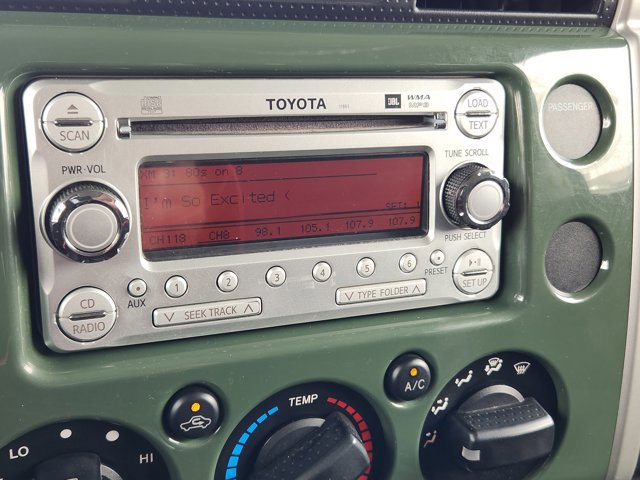 TOYOTA
11841
JBL
WMA
MP3
SCAN
LOAD
TEXT
PASSENGER
PWR·VOL
TUNE SCROLL
XM 3: 80s on 8
I'm So Excited (
SET: 1
CH118 CH8 98.1 105.1 107.9 107.9
PUSH SELECT
AUX
1 2 3 4 5 6
PRESET
SET UP
CD
RADIO
∨ SEEK TRACK ∧
∨ TYPE FOLDER ∧
A/C
TEMP
LO
HI